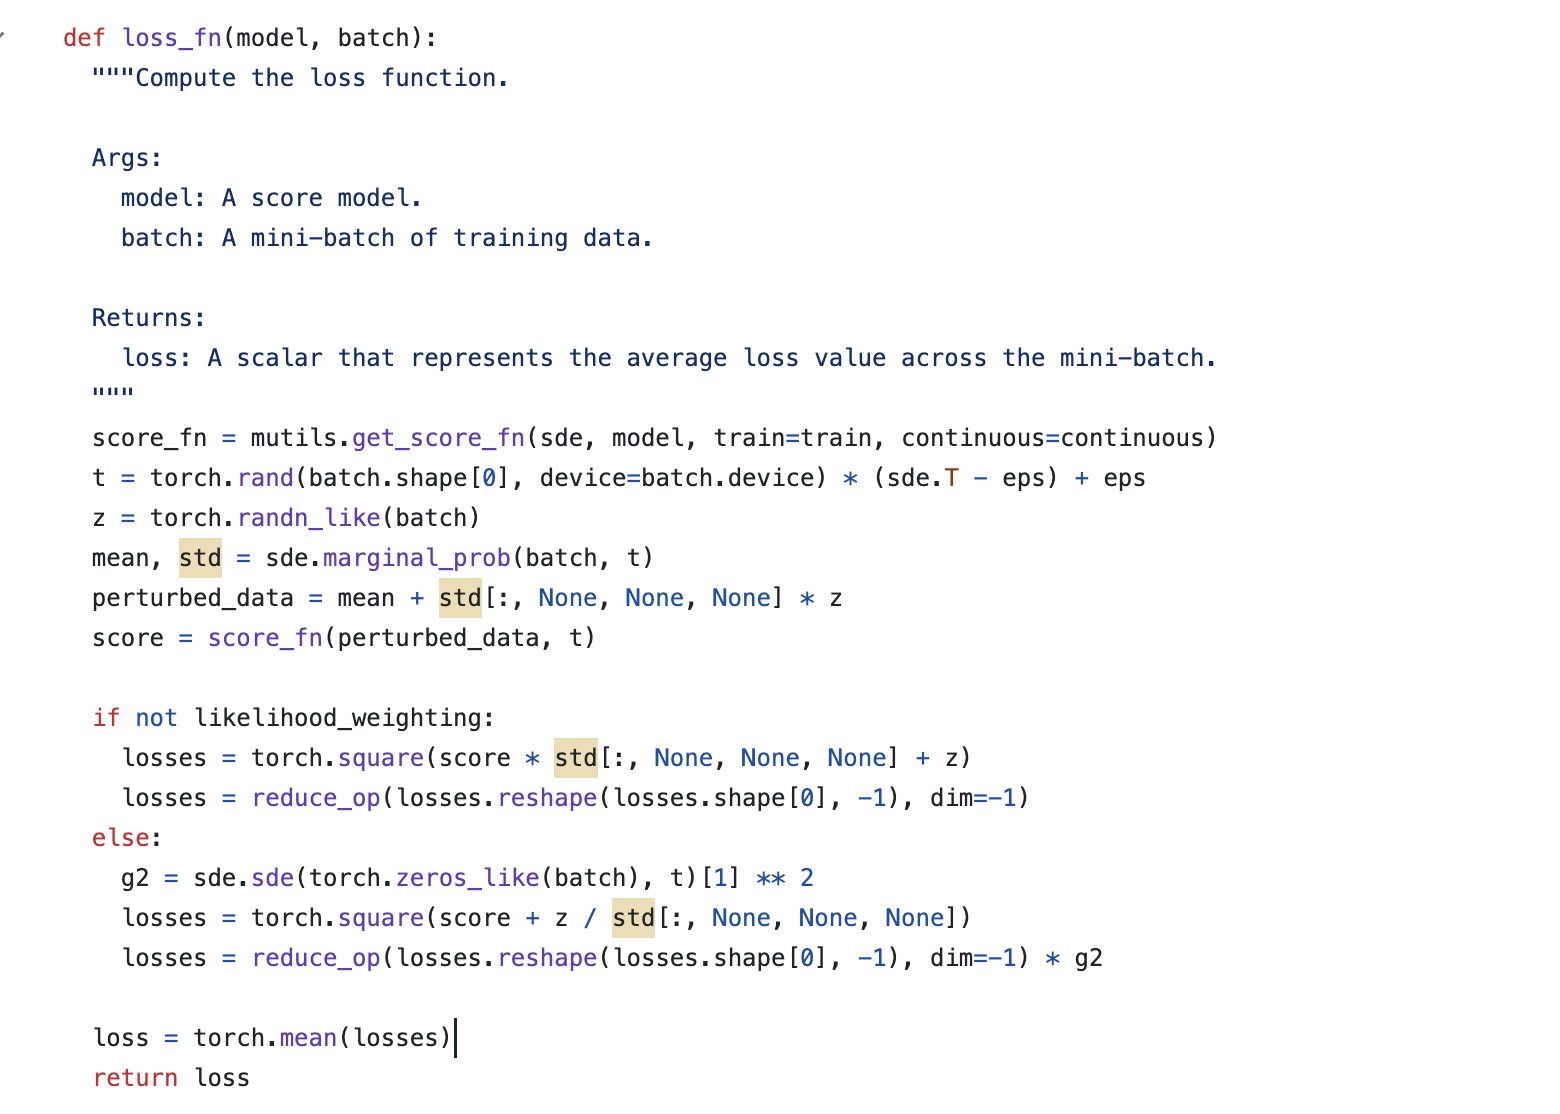 def loss_fn(model, batch):
  """Compute the loss function.

  Args:
    model: A score model.
    batch: A mini-batch of training data.

  Returns:
    loss: A scalar that represents the average loss value across the mini-batch.
  """
  score_fn = mutils.get_score_fn(sde, model, train=train, continuous=continuous)
  t = torch.rand(batch.shape[0], device=batch.device) * (sde.T - eps) + eps
  z = torch.randn_like(batch)
  mean, std = sde.marginal_prob(batch, t)
  perturbed_data = mean + std[:, None, None, None] * z
  score = score_fn(perturbed_data, t)

  if not likelihood_weighting:
    losses = torch.square(score * std[:, None, None, None] + z)
    losses = reduce_op(losses.reshape(losses.shape[0], -1), dim=-1)
  else:
    g2 = sde.sde(torch.zeros_like(batch), t)[1] ** 2
    losses = torch.square(score + z / std[:, None, None, None])
    losses = reduce_op(losses.reshape(losses.shape[0], -1), dim=-1) * g2

  loss = torch.mean(losses)
  return loss